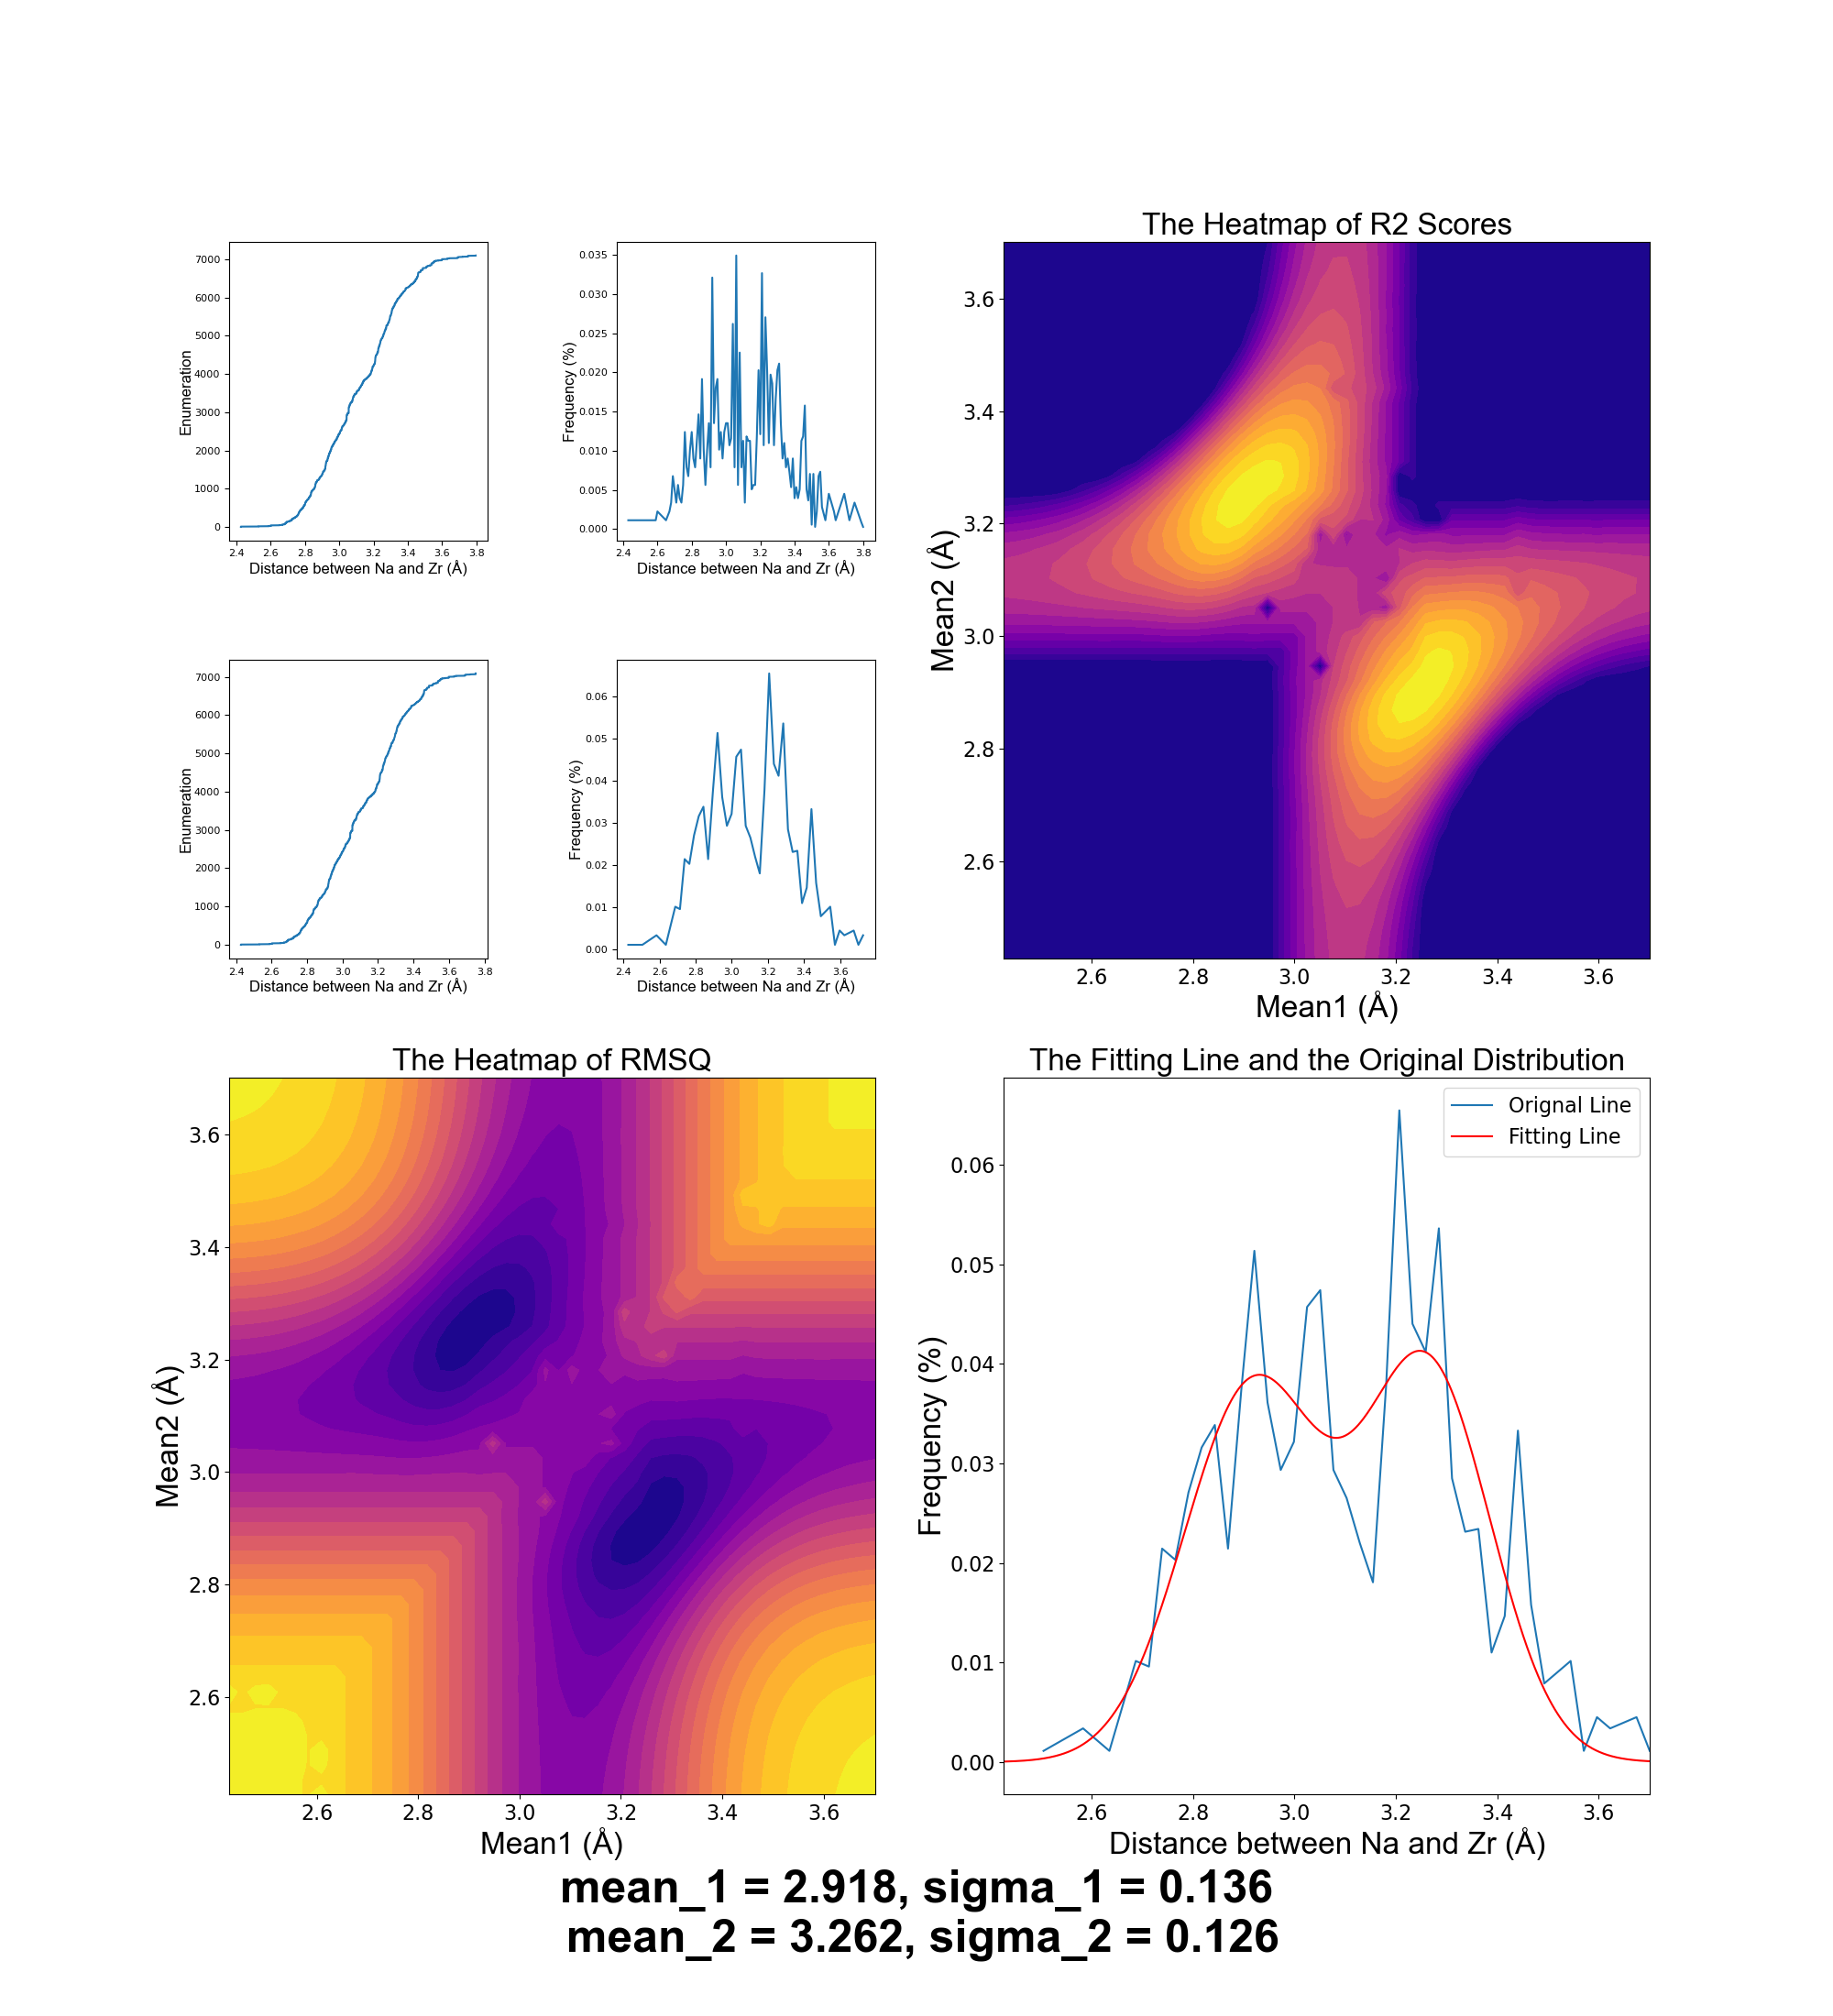 The Heatmap of R2 Scores
7000
6000
5000
4000
3000
2000
1000
0
Enumeration
2.4 2.6 2.8 3.0 3.2 3.4 3.6 3.8
Distance between Na and Zr (Å)
0.035
0.030
0.025
0.020
0.015
0.010
0.005
0.000
Frequency (%)
2.4 2.6 2.8 3.0 3.2 3.4 3.6 3.8
Distance between Na and Zr (Å)
3.6
3.4
3.2
3.0
2.8
2.6
Mean2 (Å)
2.6 2.8 3.0 3.2 3.4 3.6
Mean1 (Å)
7000
6000
5000
4000
3000
2000
1000
0
Enumeration
2.4 2.6 2.8 3.0 3.2 3.4 3.6 3.8
Distance between Na and Zr (Å)
0.06
0.05
0.04
0.03
0.02
0.01
0.00
Frequency (%)
2.4 2.6 2.8 3.0 3.2 3.4 3.6
Distance between Na and Zr (Å)
The Heatmap of RMSQ
3.6
3.4
3.2
3.0
2.8
2.6
Mean2 (Å)
2.6 2.8 3.0 3.2 3.4 3.6
Mean1 (Å)
The Fitting Line and the Original Distribution
Orignal Line
Fitting Line
0.06
0.05
0.04
0.03
0.02
0.01
0.00
Frequency (%)
2.6 2.8 3.0 3.2 3.4 3.6
Distance between Na and Zr (Å)
mean_1 = 2.918, sigma_1 = 0.136
mean_2 = 3.262, sigma_2 = 0.126